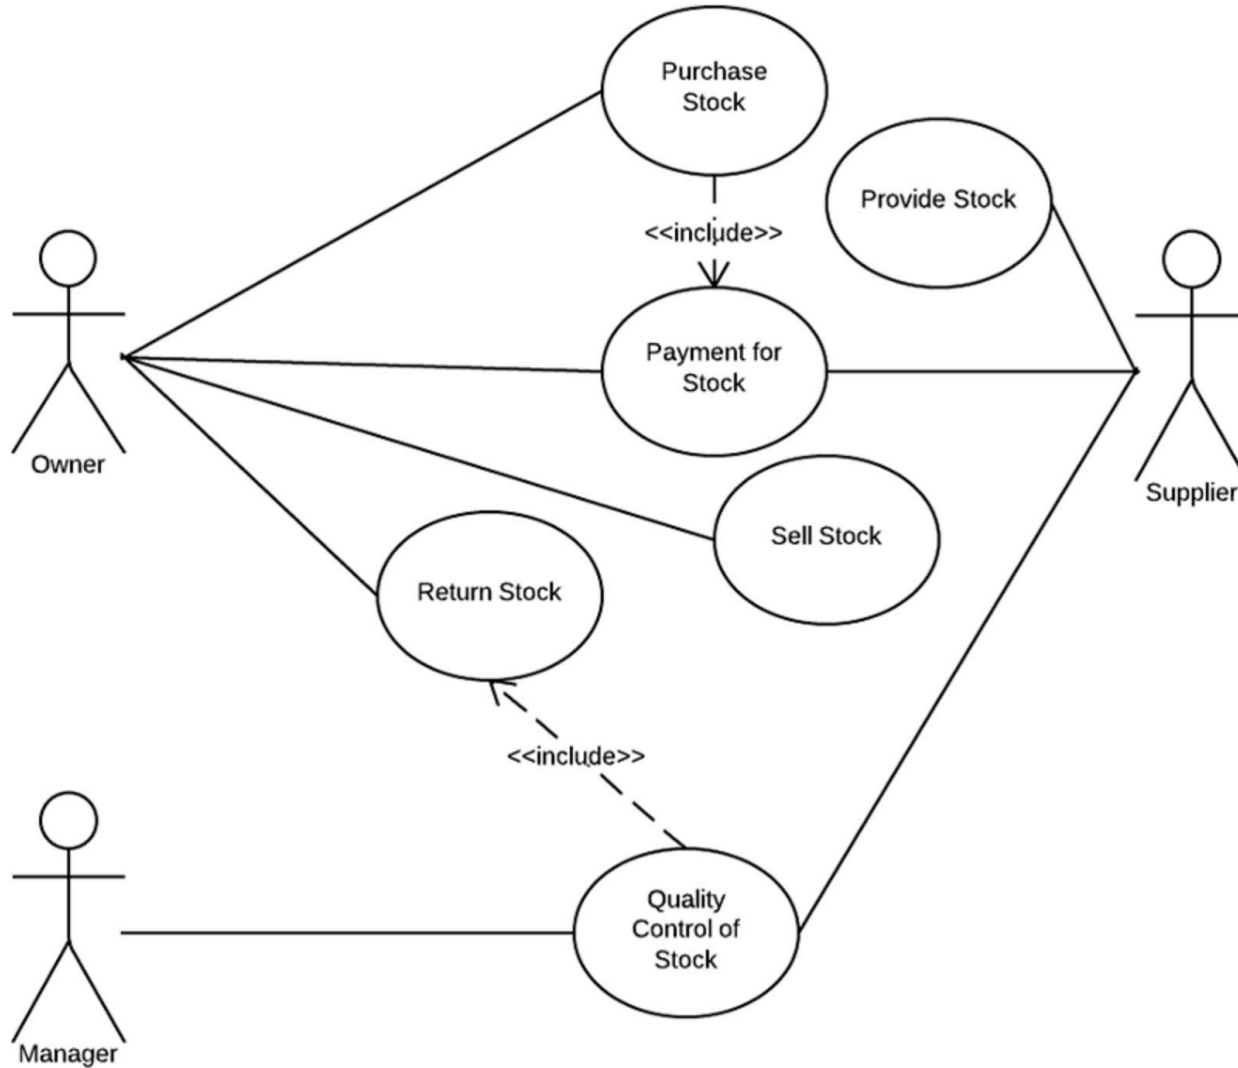 Purchase
Stock
Provide Stock
<<include>>
Payment for
Stock
Owner
Supplier
Sell Stock
Return Stock
<<include>>
Quality
Control of
Stock
Manager